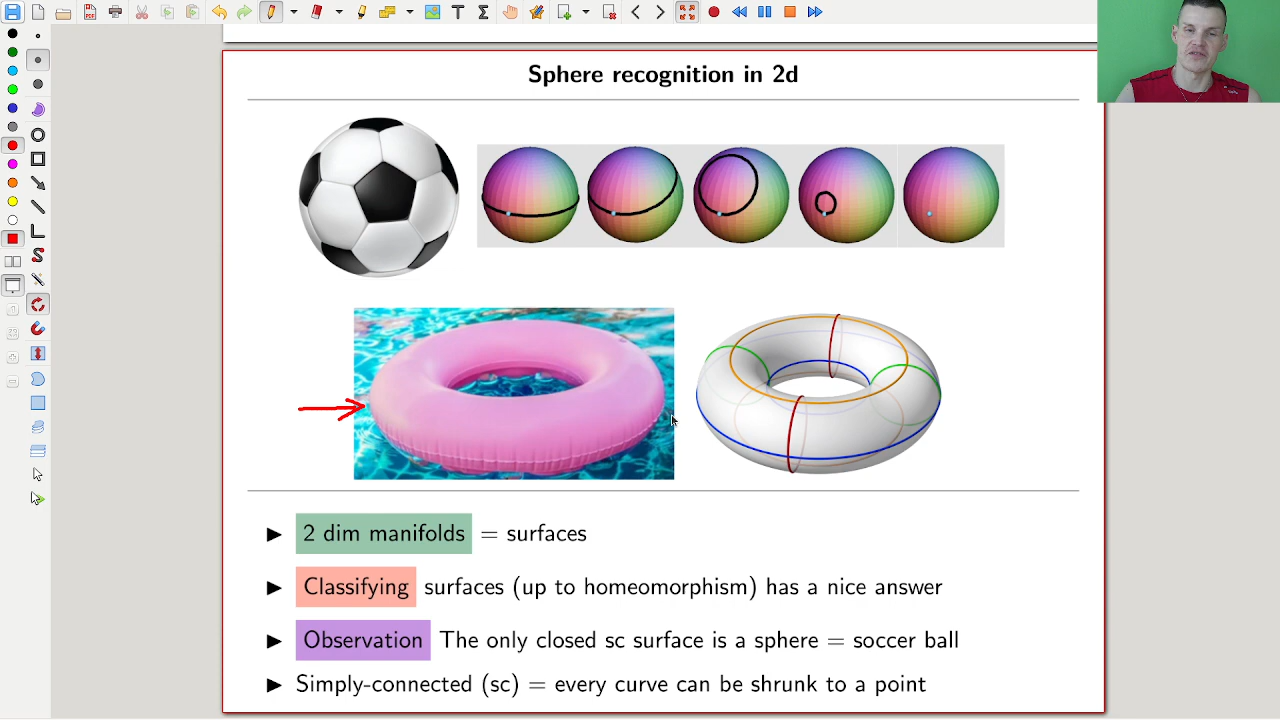 Sphere recognition in 2d
▶ 2 dim manifolds = surfaces
▶ Classifying surfaces (up to homeomorphism) has a nice answer
▶ Observation The only closed sc surface is a sphere = soccer ball
▶ Simply-connected (sc) = every curve can be shrunk to a point